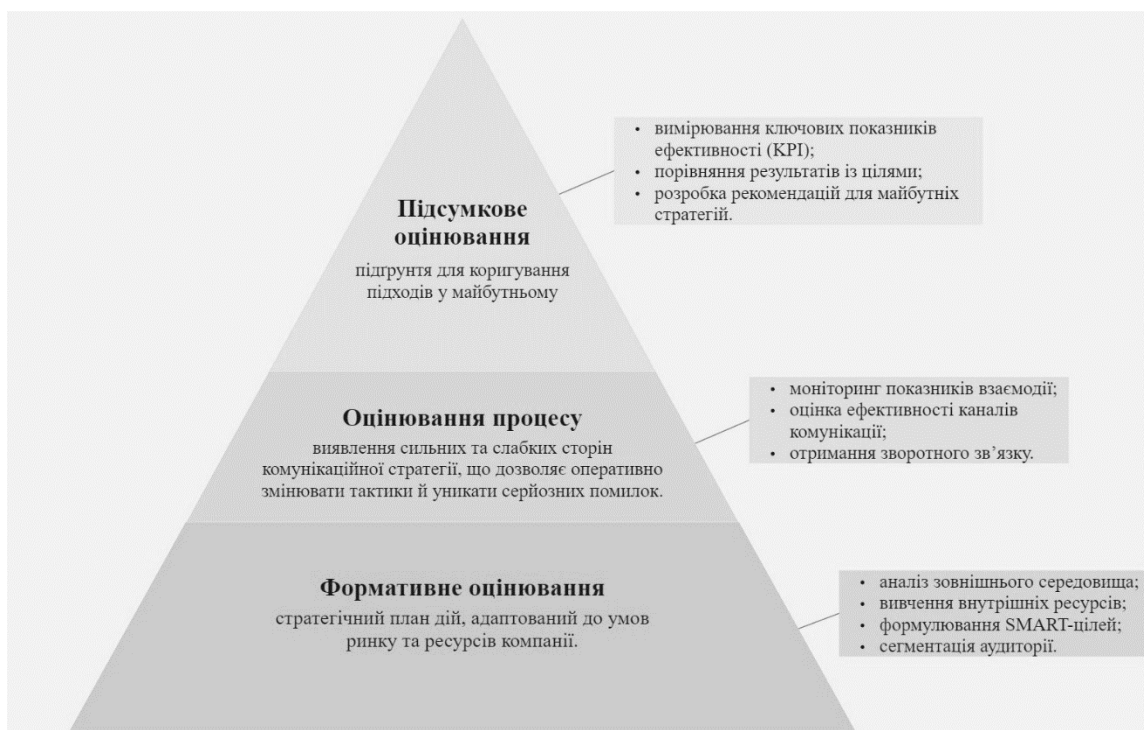 • вимірювання ключових показників
ефективності (KPI);
• порівняння результатів із цілями;
• розробка рекомендацій для майбутніх
стратегій.
Підсумкове
оцінювання
підґрунтя для коригування
підходів у майбутньому
• моніторинг показників взаємодії;
• оцінка ефективності каналів
комунікації;
• отримання зворотного зв’язку.
Оцінювання процесу
виявлення сильних та слабких сторін
комунікаційної стратегії, що дозволяє оперативно
змінювати тактики й уникати серйозних помилок.
• аналіз зовнішнього середовища;
• вивчення внутрішніх ресурсів;
• формулювання SMART-цілей;
• сегментація аудиторії.
Формативне оцінювання
стратегічний план дій, адаптований до умов
ринку та ресурсів компанії.